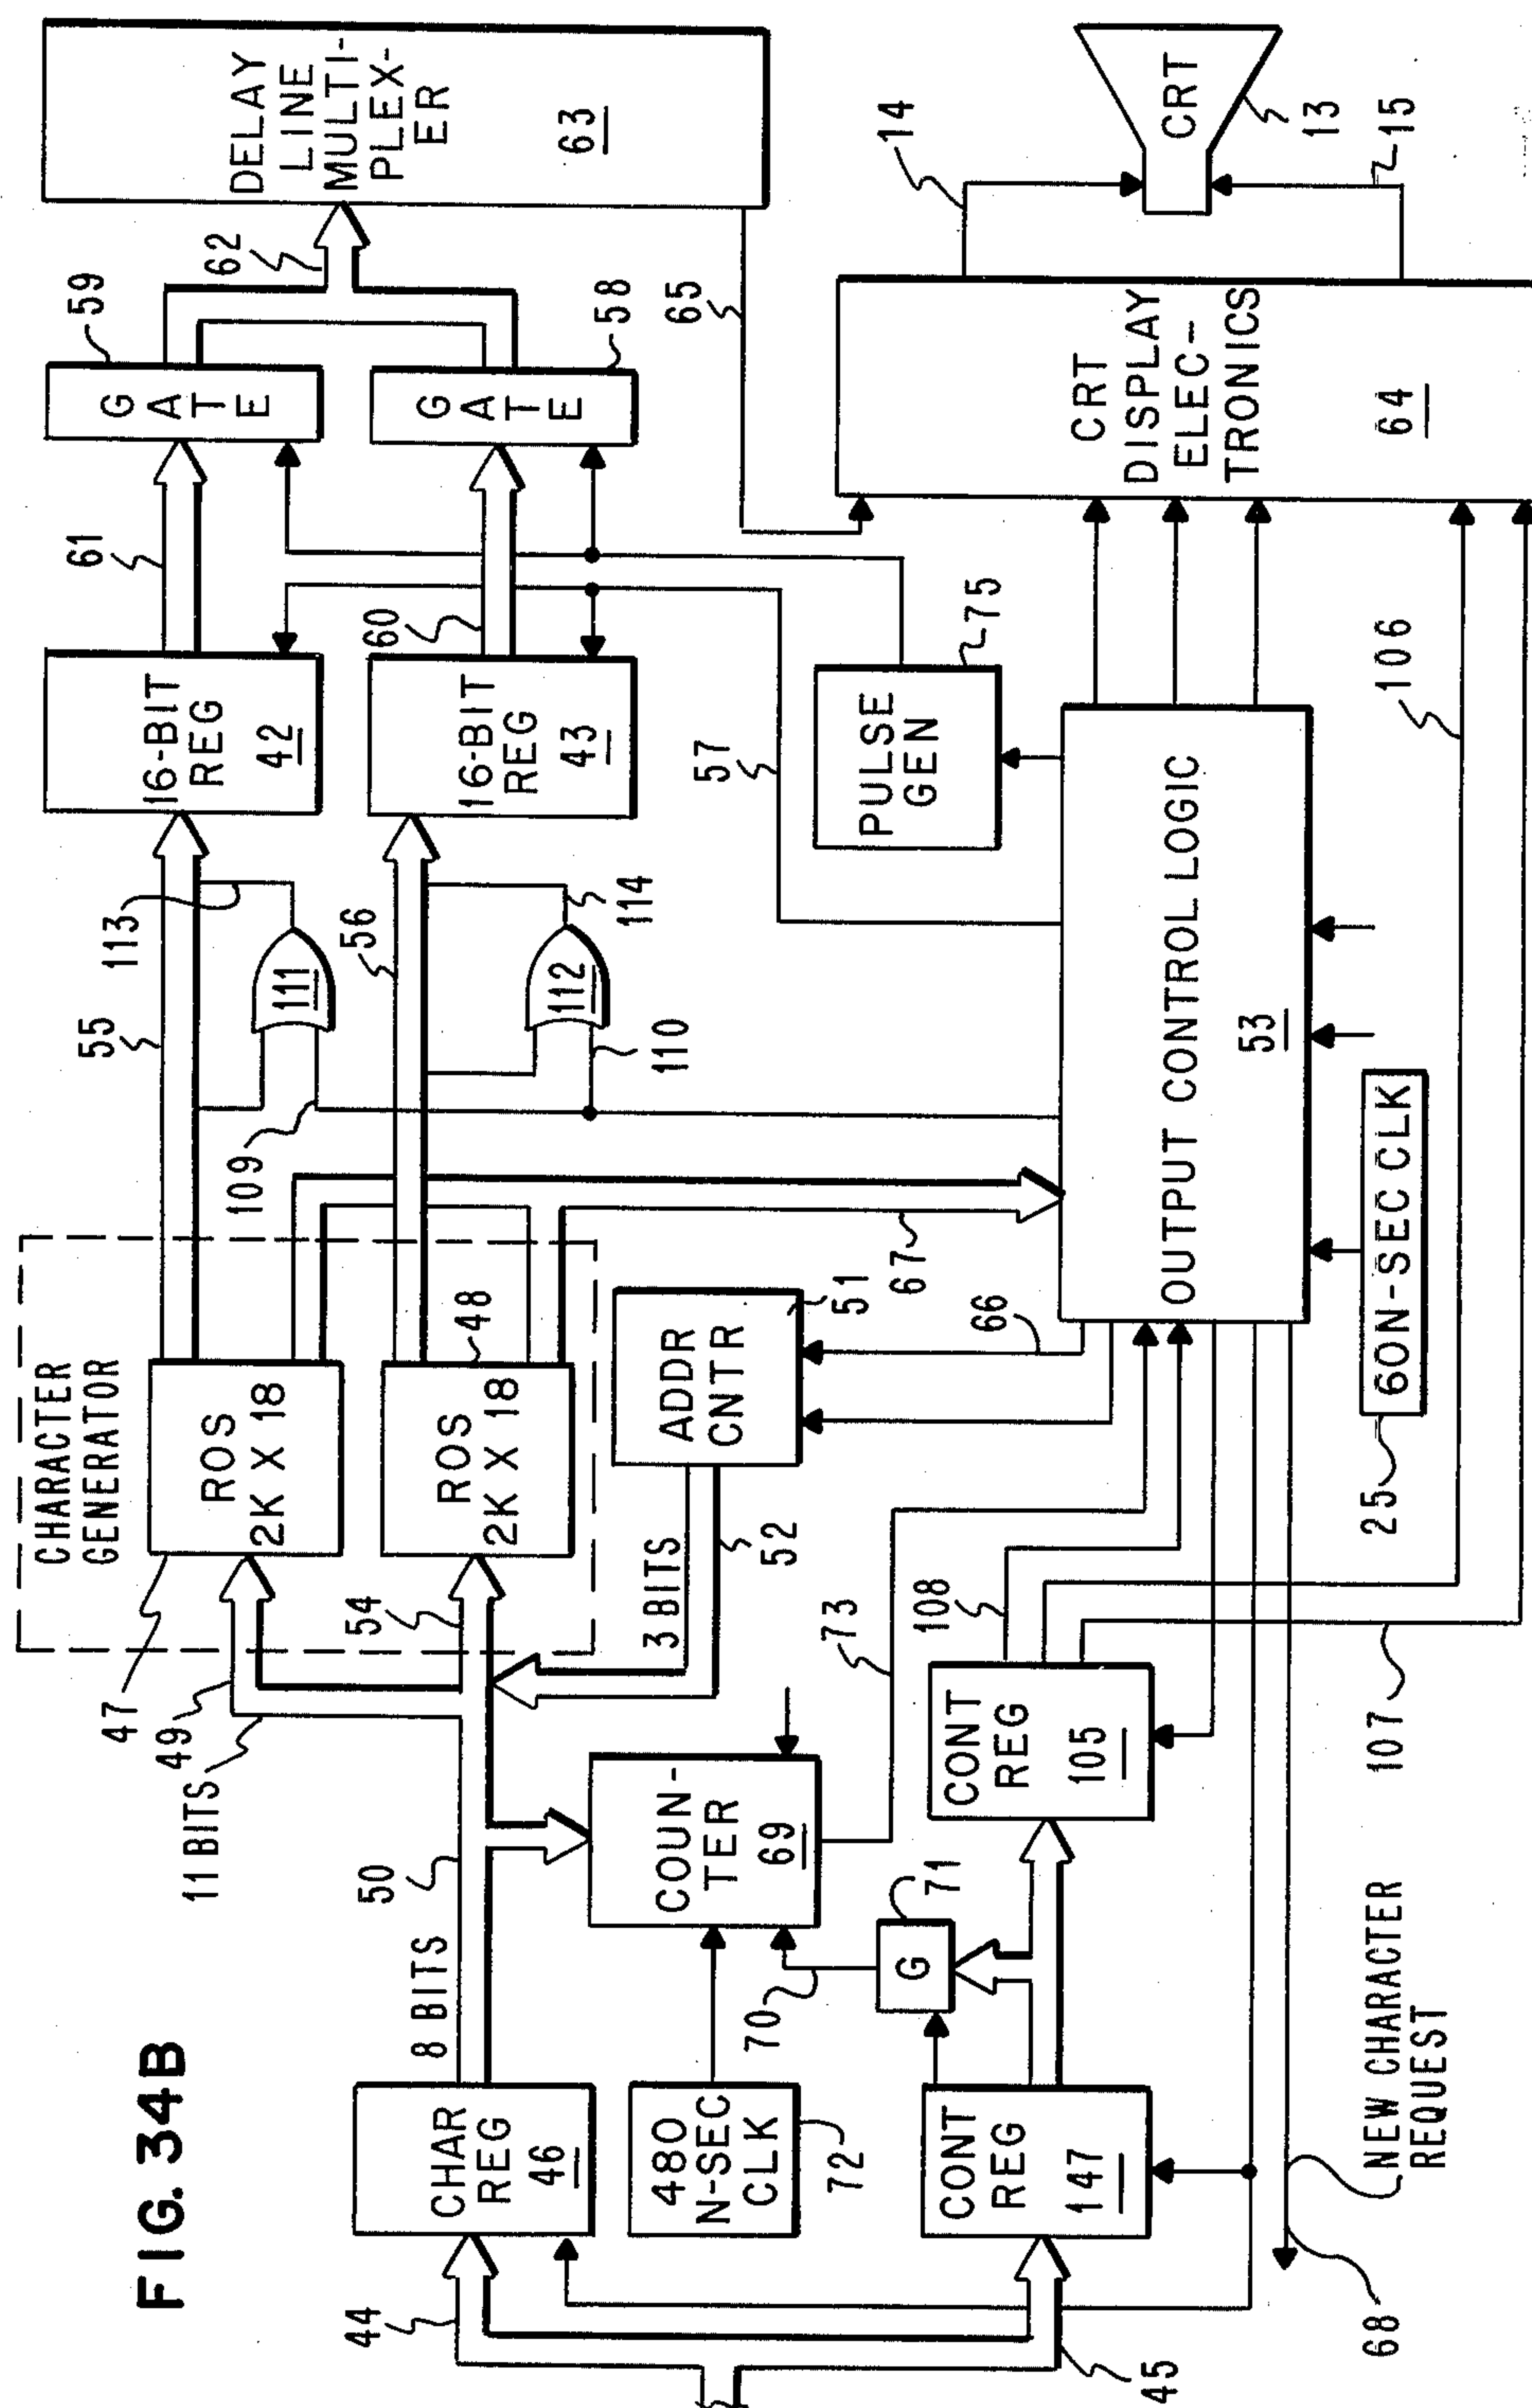 FIG. 34B
44
45
CHAR
REG
46
480
N-SEC
CLK
72
CONT
REG
147
68
NEW CHARACTER
REQUEST
8 BITS
50
11 BITS
49
47
70
G
71
COUN-
TER
69
CONT
REG
105
107
73
108
3 BITS
52
54
CHARACTER
GENERATOR
ROS
2K X 18
ROS
2K X 18
48
ADDR
CNTR
51
66
67
25
60N-SEC CLK
OUTPUT CONTROL LOGIC
53
109
110
55
56
111
112
113
114
57
PULSE
GEN
75
106
16-BIT
REG
42
16-BIT
REG
43
61
60
GATE
59
GATE
58
62
65
DELAY
LINE
MULTI-
PLEX-
ER
63
CRT
DISPLAY
ELEC-
TRONICS
64
14
15
CRT
13